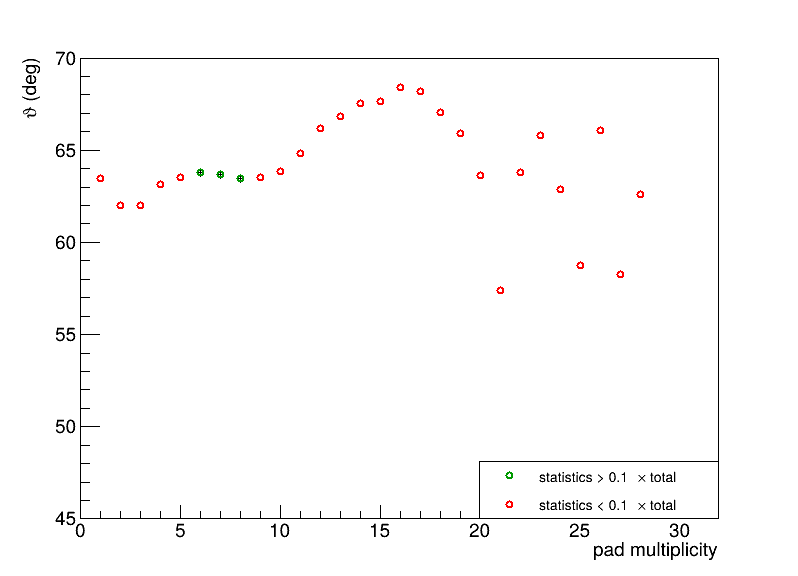 ϑ (deg)
70
65
60
55
50
45
0 5 10 15 20 25 30
pad multiplicity
statistics > 0.1 × total
statistics < 0.1 × total